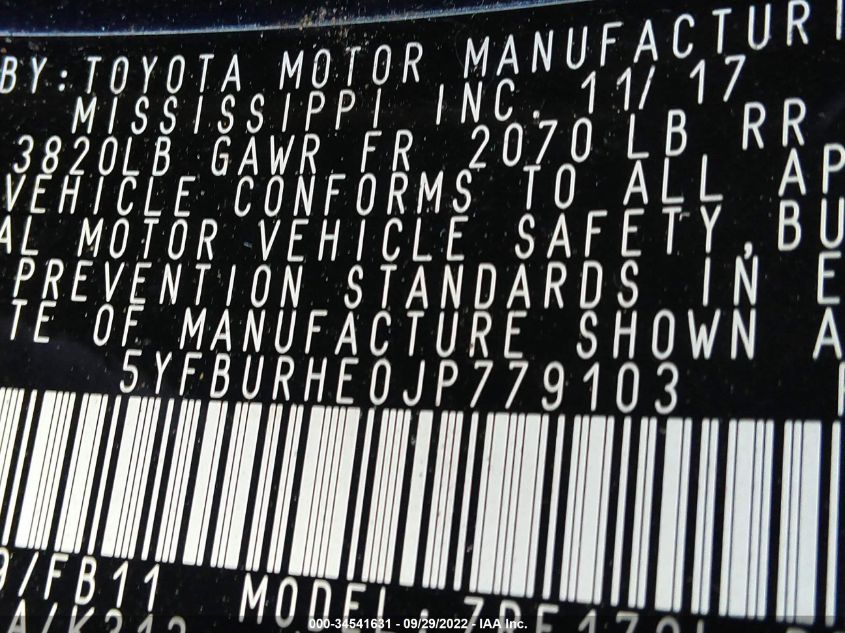 BY:TOYOTA MOTOR MANUFACTURI
MISSISSIPPI INC. 11/17
3820LB GAWR FR 2070 LB RR
VEHICLE CONFORMS TO ALL AP
AL MOTOR VEHICLE SAFETY,BU
PREVENTION STANDARDS IN E
TE OF MANUFACTURE SHOWN A
5YFBURHE0JP779103
9/FB11 MODEL:
000-34541631 - 09/29/2022 - IAA Inc.